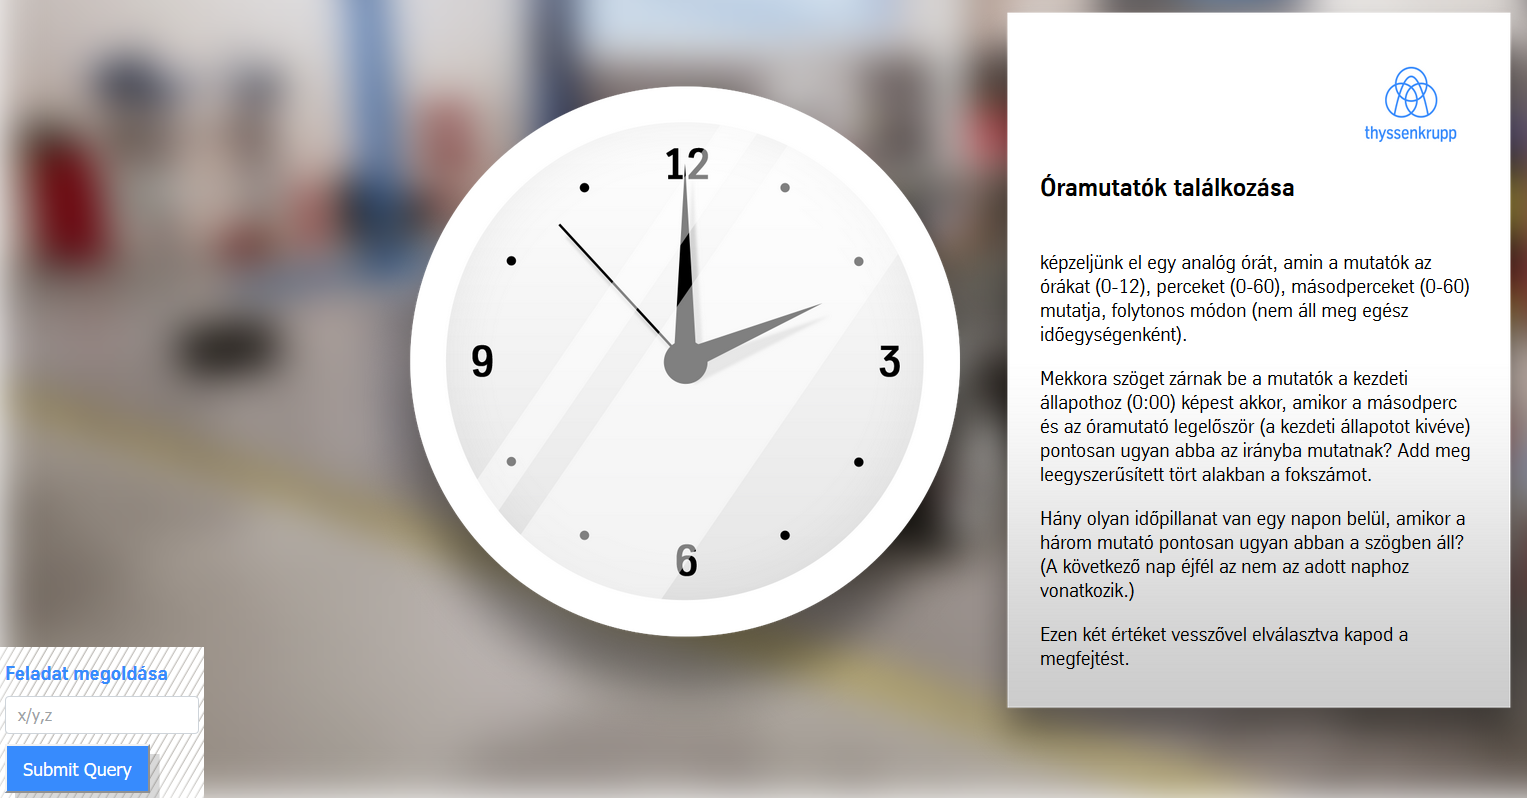 12
9
3
6
thyssenkrupp
Óramutatók találkozása
képzeljünk el egy analóg órát, amin a mutatók az
órákat (0-12), perceket (0-60), másodperceket (0-60)
mutatja, folytonos módon (nem áll meg egész
időegységenként).
Mekkora szöget zárnak be a mutatók a kezdeti
állapothoz (0:00) képest akkor, amikor a másodperc
és az óramutató legelőször (a kezdeti állapotot kivéve)
pontosan ugyan abba az irányba mutatnak? Add meg
leegyszerűsített tört alakban a fokszámot.
Hány olyan időpillanat van egy napon belül, amikor a
három mutató pontosan ugyan abban a szögben áll?
(A következő nap éjfél az nem az adott naphoz
vonatkozik.)
Ezen két értéket vesszővel elválasztva kapod a
megfejtést.
Feladat megoldása
x/y,z
Submit Query